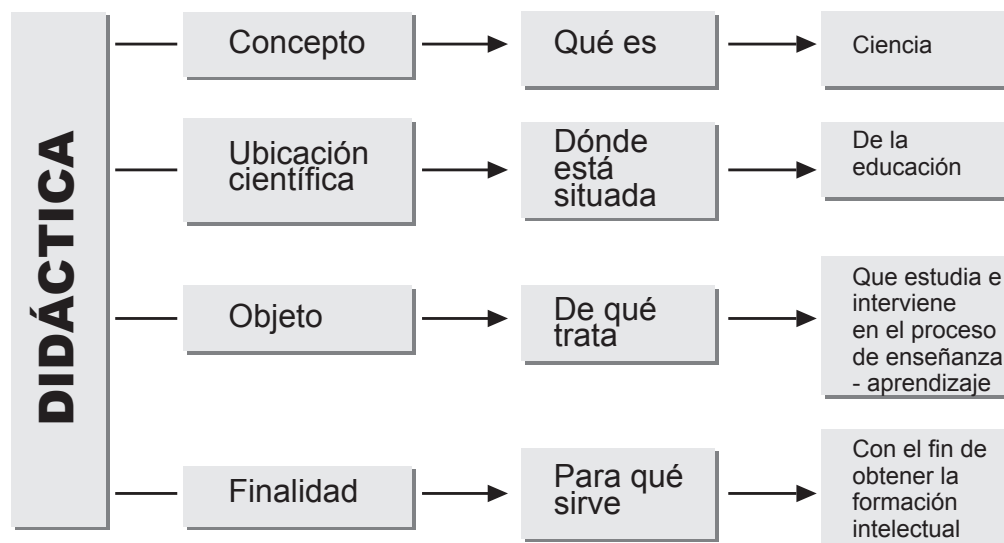 DIDÁCTICA
Concepto
Qué es
Ciencia
Ubicación
científica
Dónde
está
situada
De la
educación
Objeto
De qué
trata
Que estudia e
interviene
en el proceso
de enseñanza
- aprendizaje
Finalidad
Para qué
sirve
Con el fin de
obtener la
formación
intelectual